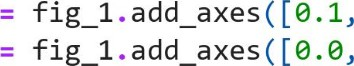 = fig_1.add_axes([0.1,
= fig_1.add_axes([0.0,